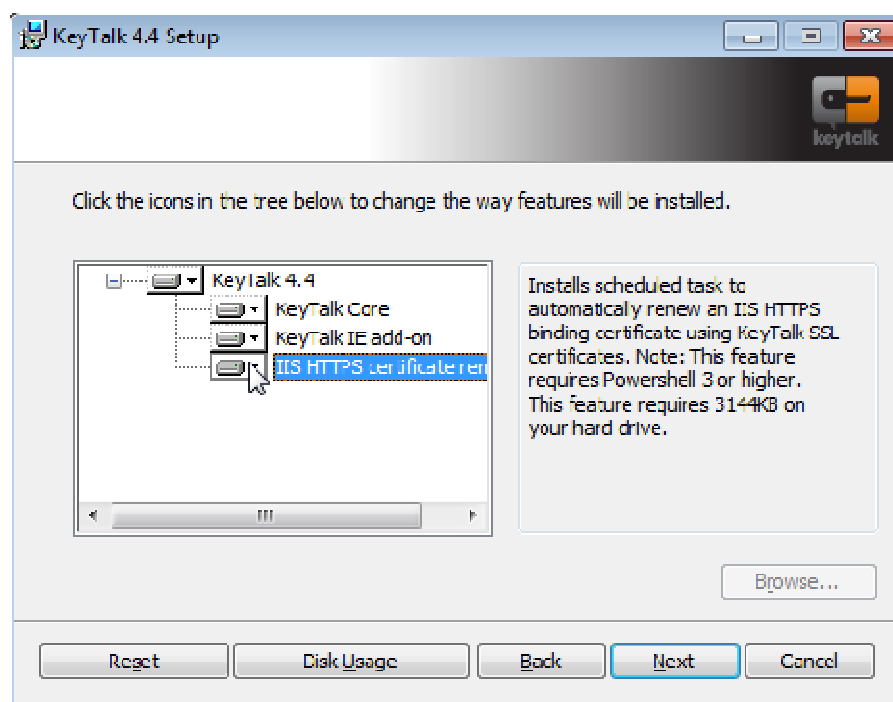 KeyTalk 4.4 Setup
keytalk
Click the icons in the tree below to change the way features will be installed.
KeyTalk 4.4
KeyTalk Core
KeyTalk IE add-on
IIS HTTPS certificate ren
Installs scheduled task to
automatically renew an IIS HTTPS
binding certificate using KeyTalk SSL
certificates. Note: This feature
requires Powershell 3 or higher.
This feature requires 3144KB on
your hard drive.
Browse...
Reset
Disk Usage
Back
Next
Cancel